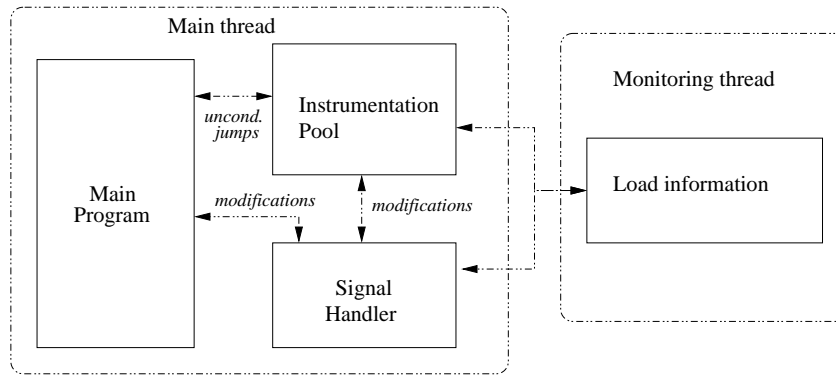 Main thread
Main
Program
uncond.
jumps
Instrumentation
Pool
modifications
modifications
Signal
Handler
Monitoring thread
Load information